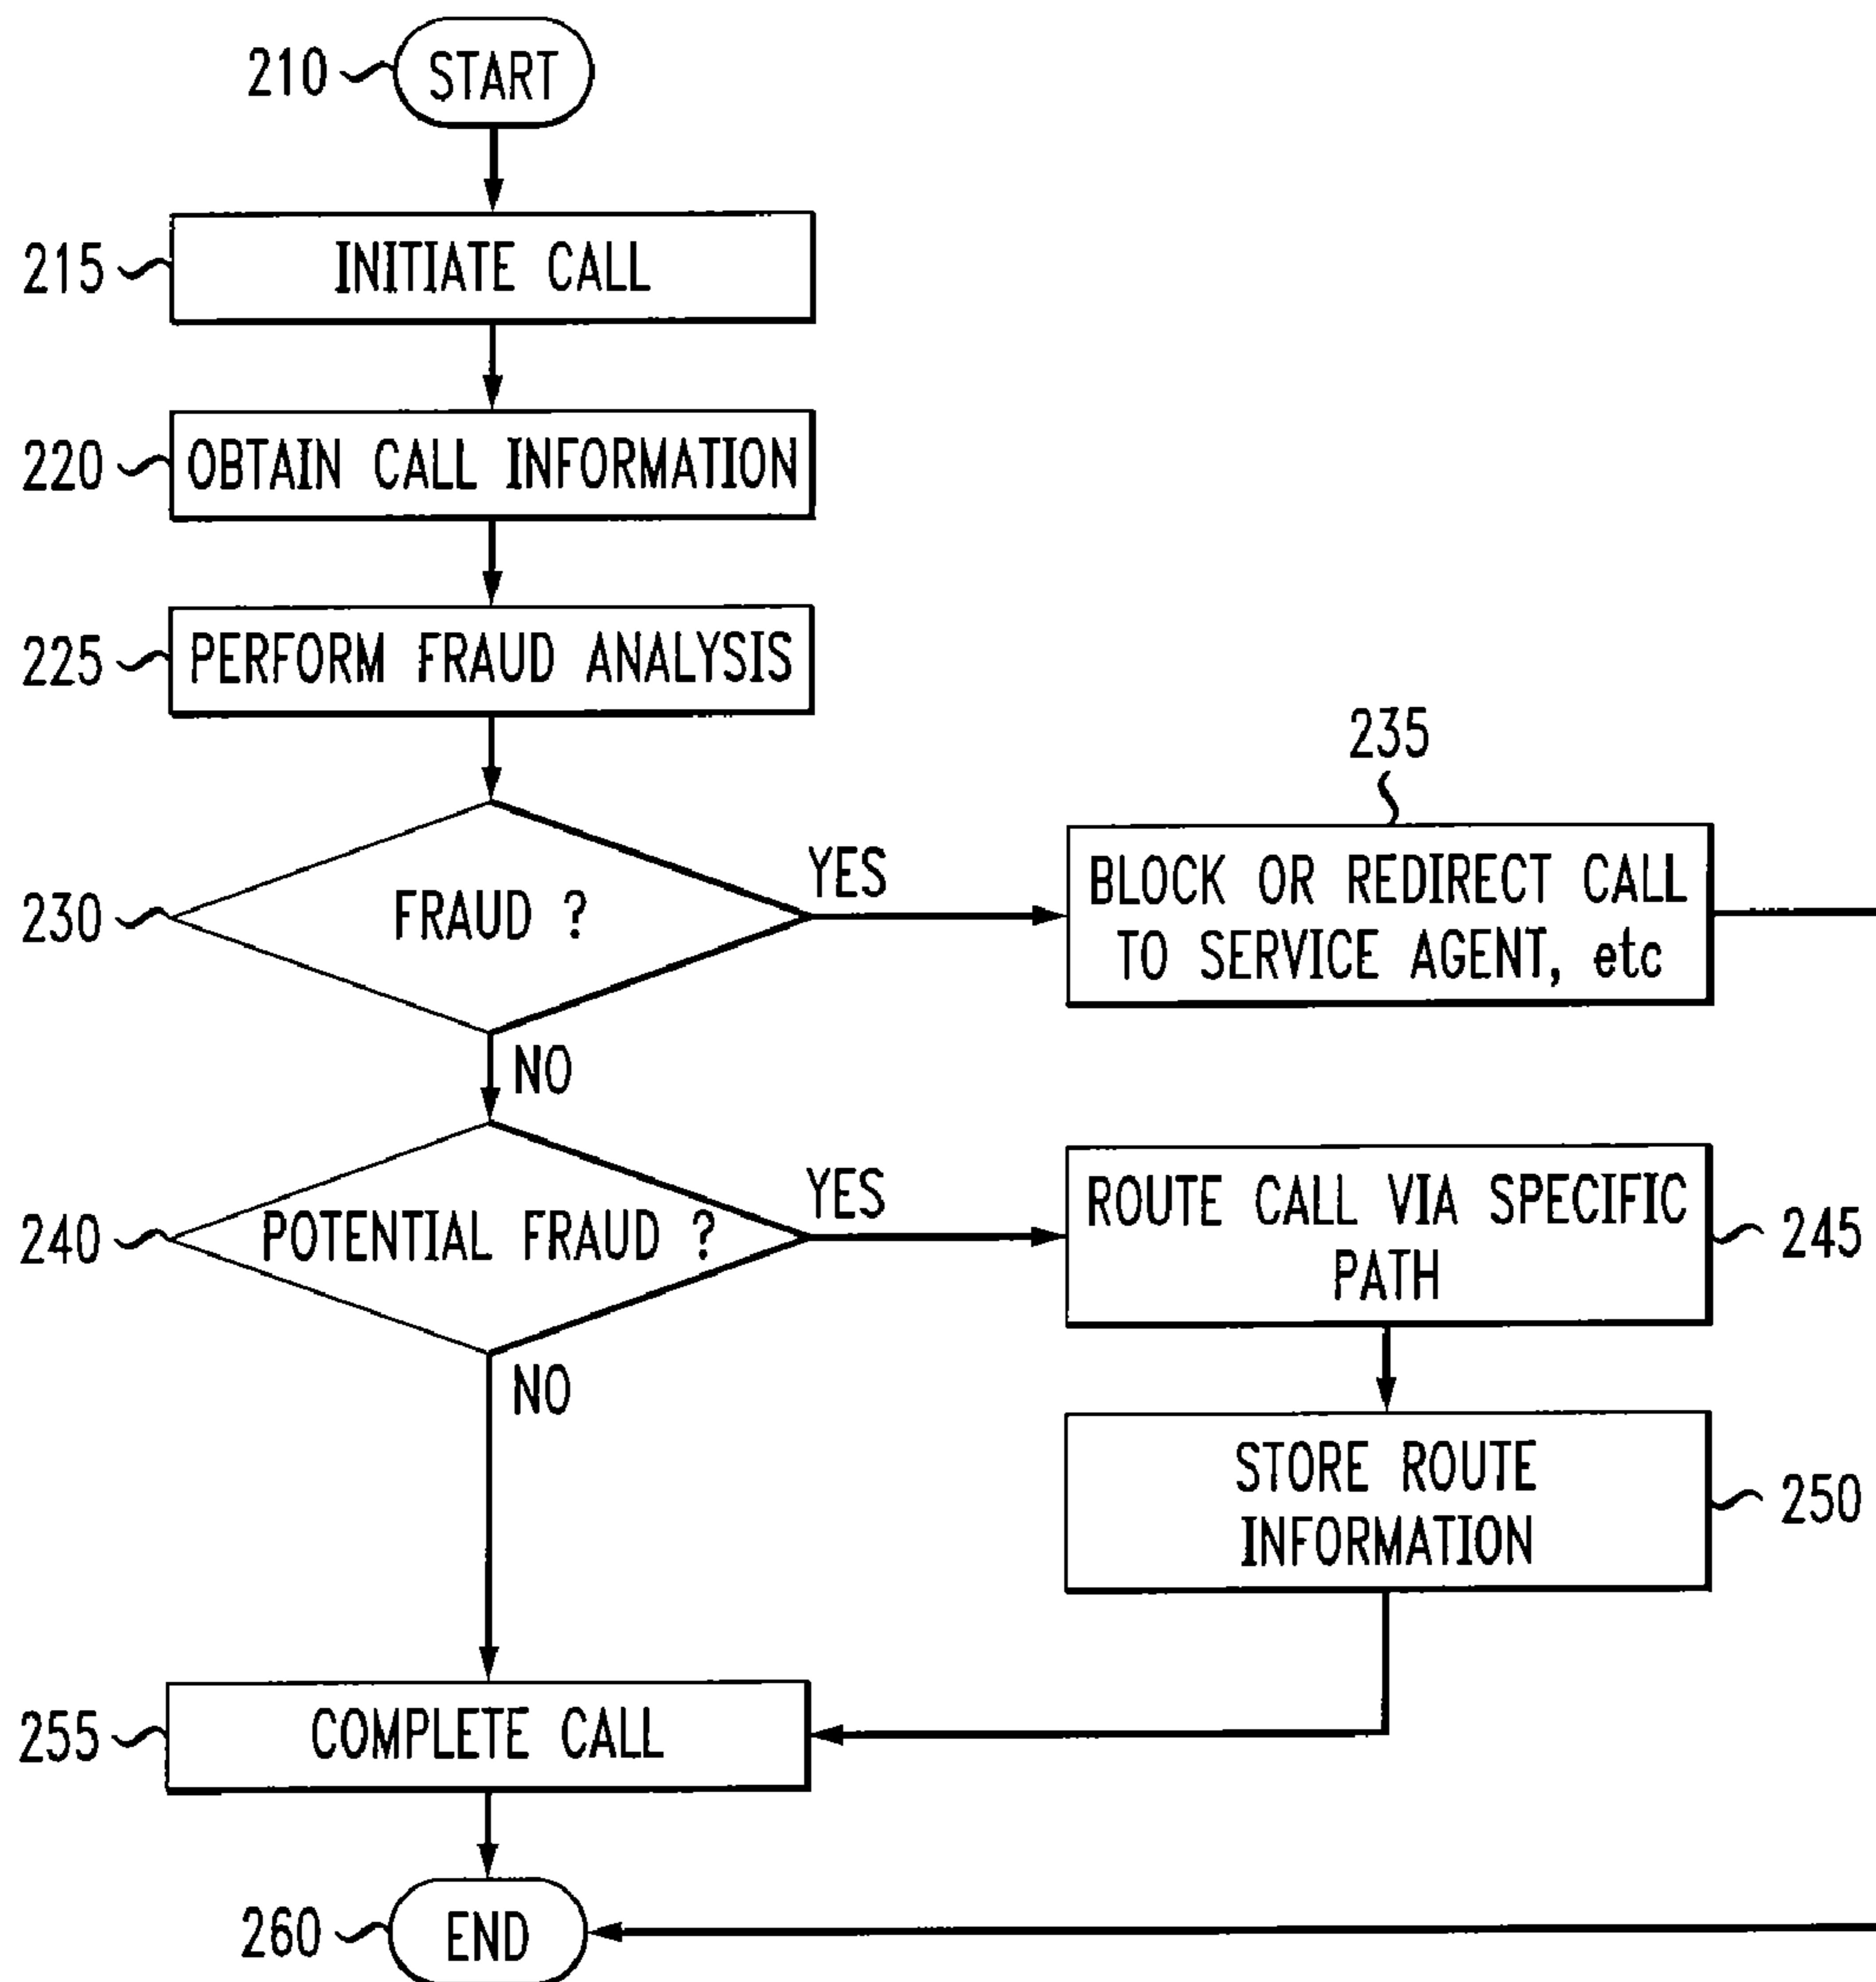 210 START
215 INITIATE CALL
220 OBTAIN CALL INFORMATION
225 PERFORM FRAUD ANALYSIS
230 FRAUD ?
YES
235
BLOCK OR REDIRECT CALL
TO SERVICE AGENT, etc
NO
240 POTENTIAL FRAUD ?
YES
ROUTE CALL VIA SPECIFIC
PATH
245
NO
STORE ROUTE
INFORMATION
250
255 COMPLETE CALL
260 END